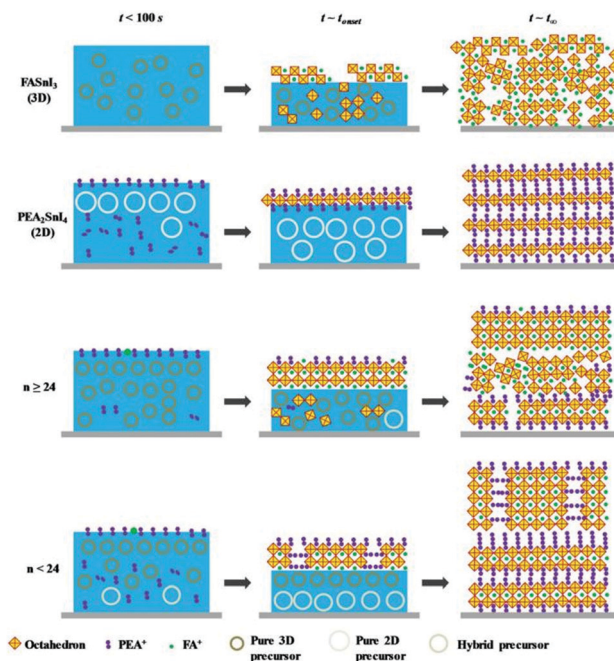 t < 100 s
t ~ tonset
t ~ t∞
FASnI3
(3D)
PEA2SnI4
(2D)
n ≥ 24
n < 24
Octahedron
PEA+
FA+
Pure 3D
precursor
Pure 2D
precursor
Hybrid precursor